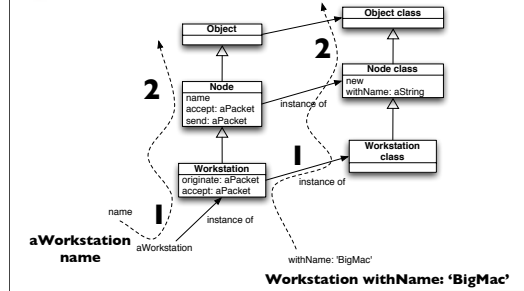 Object
Object class
2
2
Node
name
accept: aPacket
send: aPacket
Node class
new
withName: aString
instance of
Workstation
originate: aPacket
accept: aPacket
1
Workstation
class
instance of
name
1
instance of
aWorkstation
name
aWorkstation
withName: 'BigMac'
Workstation withName: ‘BigMac’